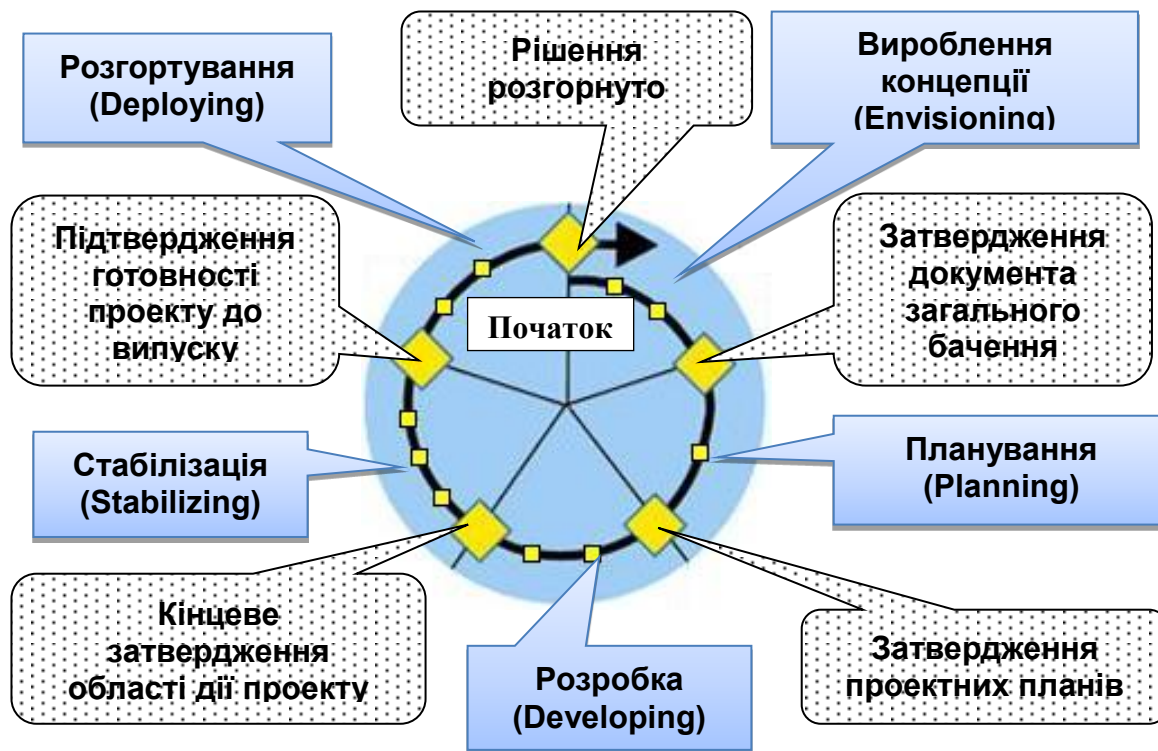 Розгортування
(Deploying)
Рішення
розгорнуто
Вироблення
концепції
(Envisioning)
Підтвердження
готовності
проекту до
випуску
Початок
Затвердження
документа
загального
бачення
Стабілізація
(Stabilizing)
Планування
(Planning)
Кінцеве
затвердження
області дії проекту
Розробка
(Developing)
Затвердження
проектних планів